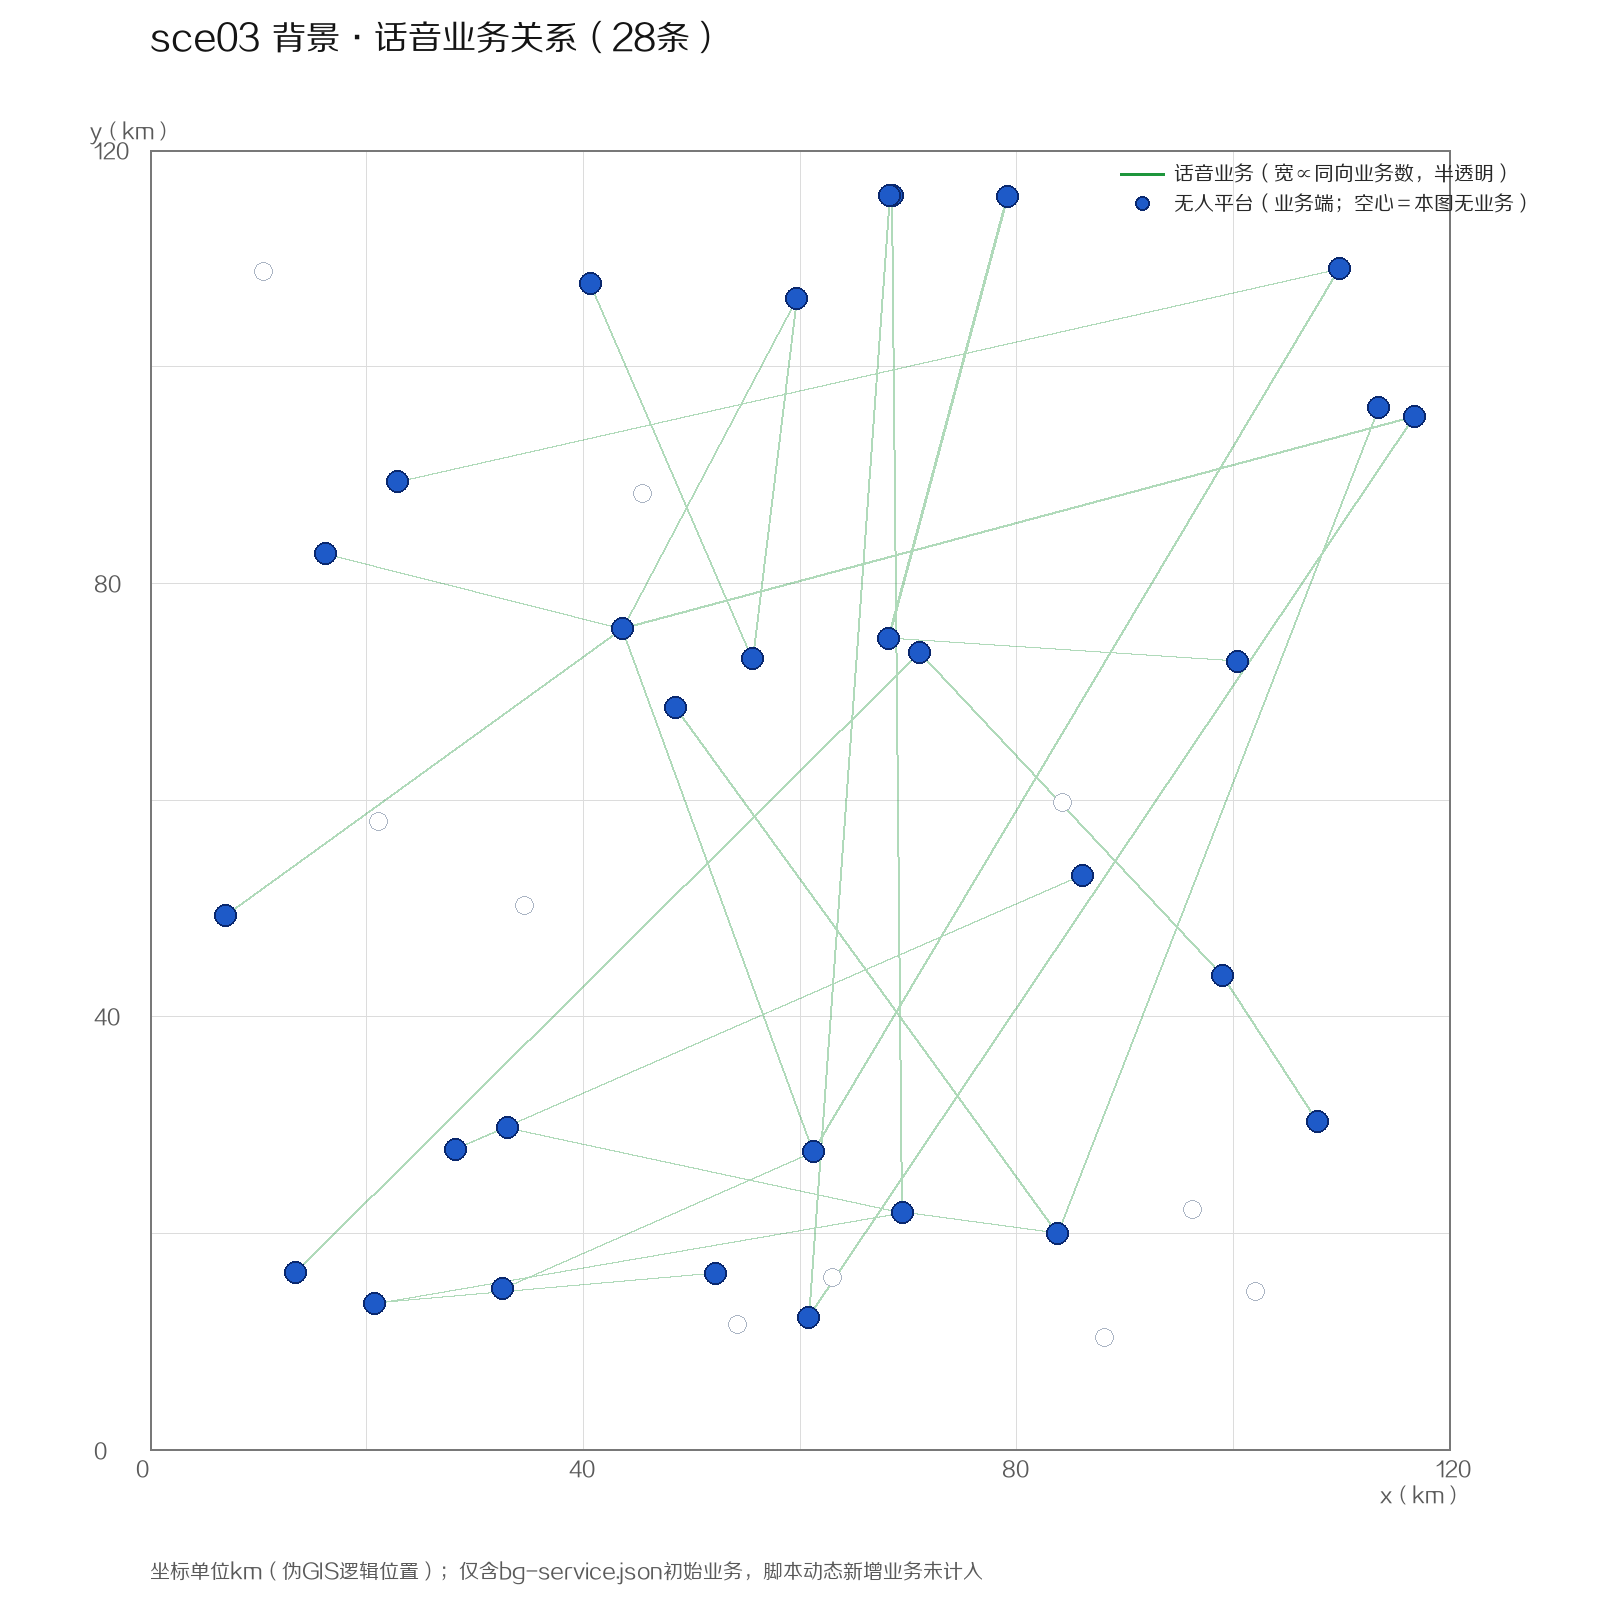 sce03 背景·话音业务关系（28条）
y（km）
120
话音业务（宽∝同向业务数，半透明）
无人平台（业务端；空心＝本图无业务）
80
40
0
0 40 80 120
x（km）
坐标单位km（伪GIS逻辑位置）；仅含bg-service.json初始业务，脚本动态新增业务未计入